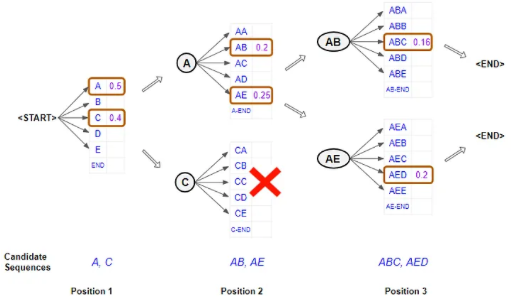 <START>
A 0.5
B
C 0.4
D
E
END
A
AA
AB 0.2
AC
AD
AE 0.25
A-END
C
CA
CB
CC
CD
CE
C-END
AB
ABA
ABB
ABC 0.16
ABD
ABE
AB-END
<END>
AE
AEA
AEB
AEC
AED 0.2
AEE
AE-END
<END>
Candidate
Sequences
A, C
AB, AE
ABC, AED
Position 1
Position 2
Position 3